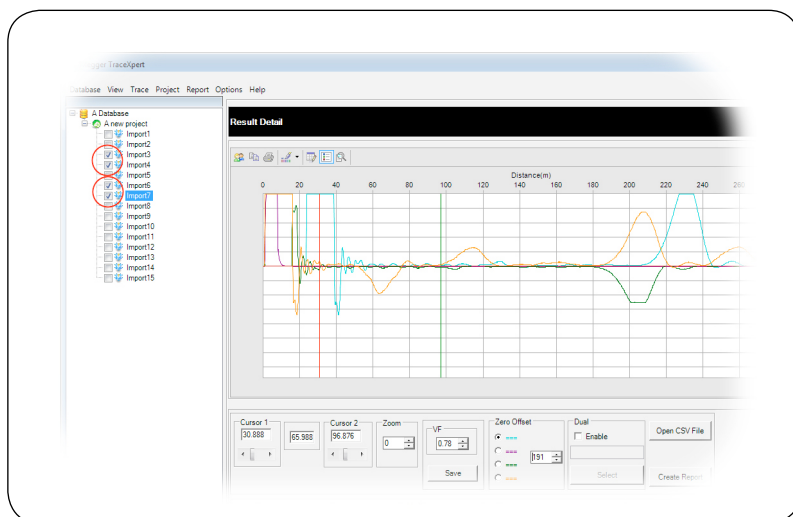 TraceXpert
Database View Trace Project Report Options Help
A Database
A new project
Import1
Import2
Import3
Import4
Import5
Import6
Import7
Import8
Import9
Import10
Import11
Import12
Import13
Import14
Import15
Result Detail
Distance(m)
0 20 40 60 80 100 120 140 160 180 200 220 240 260
Cursor 1
30.888
65.988
Cursor 2
96.876
Zoom
0
VF
0.78
Save
Zero Offset
191
Dual
Enable
Select
Open CSV File
Create Report